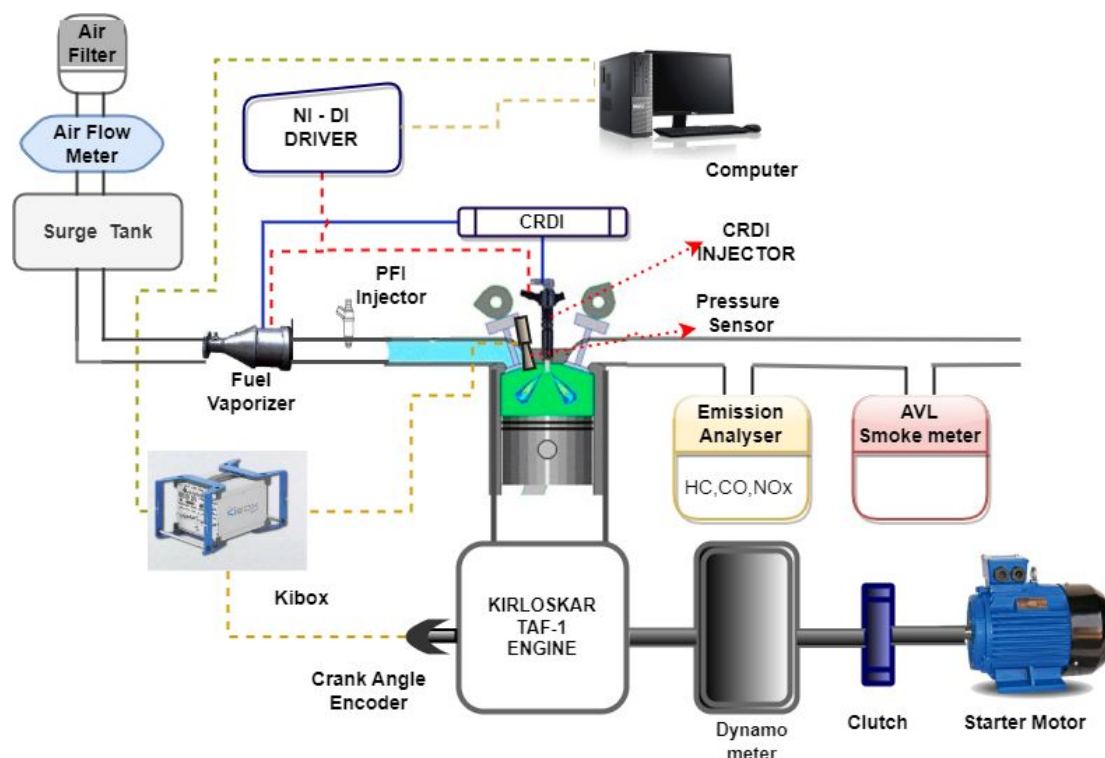 Air
Filter
Air Flow
Meter
Surge Tank
NI - DI
DRIVER
Computer
CRDI
CRDI
INJECTOR
PFI
Injector
Pressure
Sensor
Fuel
Vaporizer
Emission
Analyser
HC,CO,NOx
AVL
Smoke meter
Kibox
KIRLOSKAR
TAF-1
ENGINE
Crank Angle
Encoder
Dynamo
meter
Clutch
Starter Motor